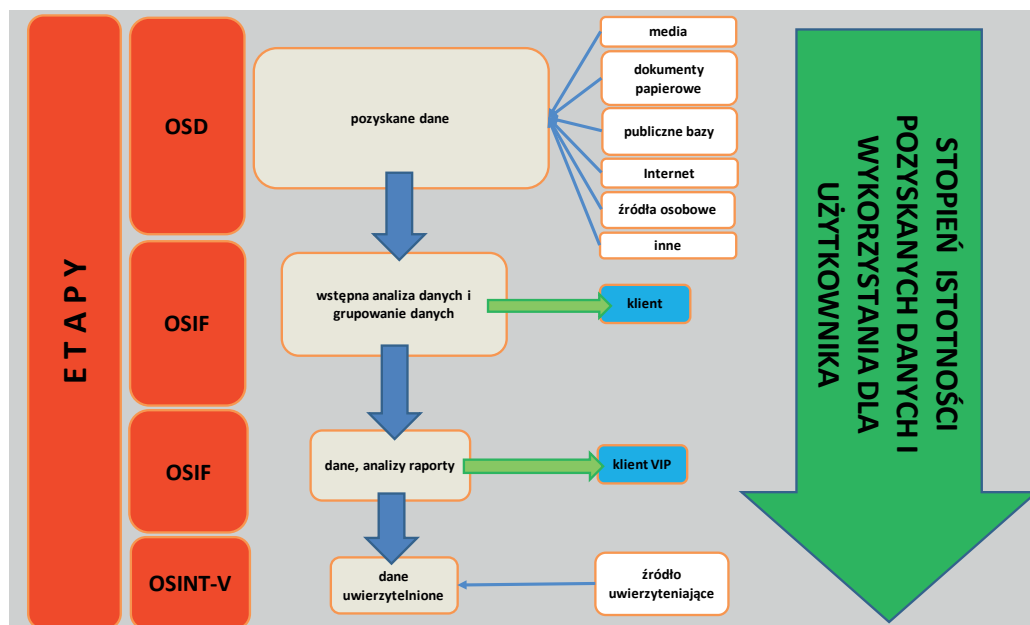 E T A P Y
OSD
pozyskane dane
media
dokumenty
papierowe
publiczne bazy
Internet
źródła osobowe
inne
OSIF
wstępna analiza danych i
grupowanie danych
klient
OSIF
dane, analizy raporty
klient VIP
OSINT-V
dane
uwierzytelnione
źródło
uwierzyteniające
STOPIEŃ ISTOTNOŚCI
POZYSKANYCH DANYCH I
WYKORZYSTANIA DLA
UŻYTKOWNIKA